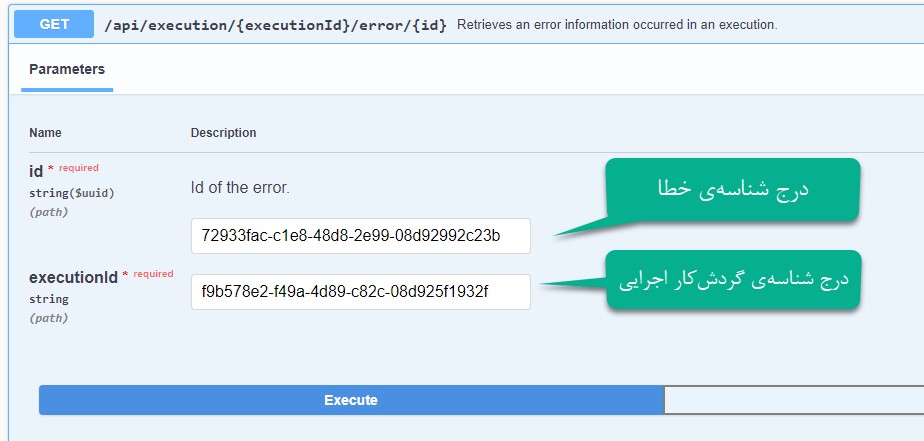 GET /api/execution/{executionId}/error/{id} Retrieves an error information occurred in an execution.
Parameters
Name Description
id * required
string($uuid)
(path)
Id of the error.
72933fac-c1e8-48d8-2e99-08d92992c23b
درج شناسه‌ی خطا
executionId * required
string
(path)
f9b578e2-f49a-4d89-c82c-08d925f1932f
درج شناسه‌ی گردش‌کار اجرایی
Execute